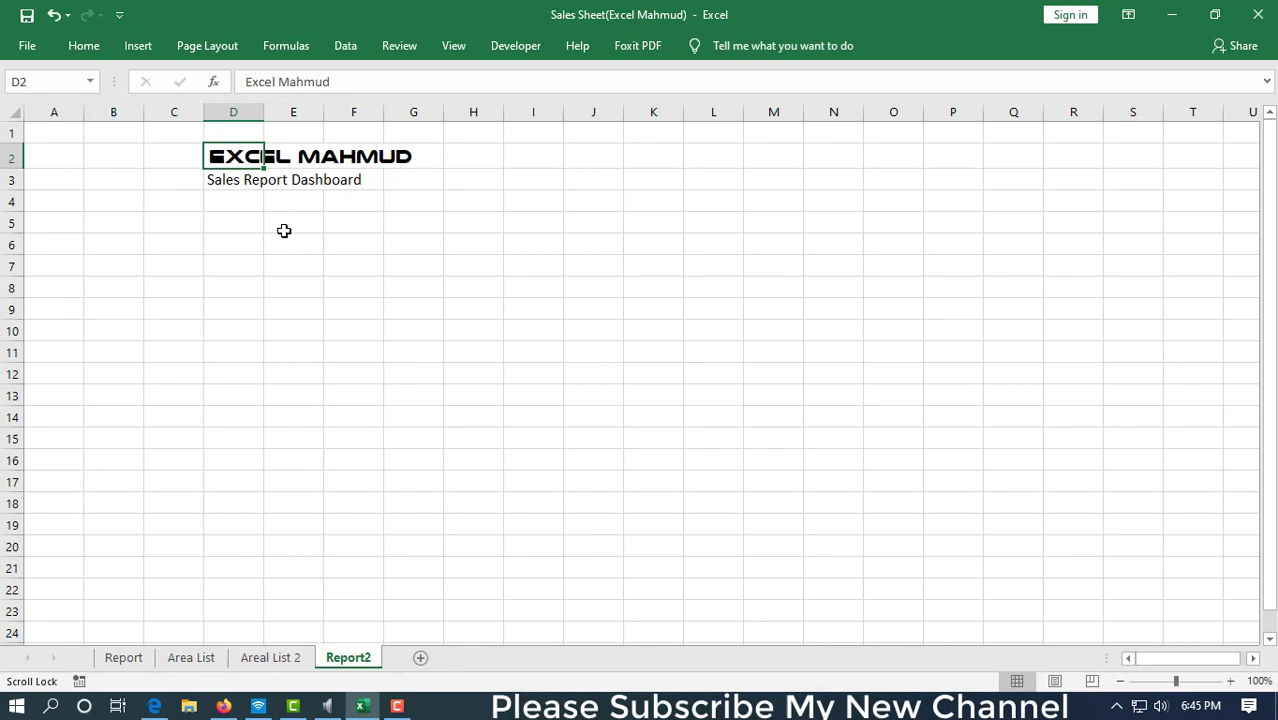 Sales Sheet(Excel Mahmud) - Excel
Sign in
File Home Insert Page Layout Formulas Data Review View Developer Help Foxit PDF Tell me what you want to do Share
D2 fx Excel Mahmud
A B C D E F G H I J K L M N O P Q R S T U
1
2 EXCEL MAHMUD
3 Sales Report Dashboard
4
5
6
7
8
9
10
11
12
13
14
15
16
17
18
19
20
21
22
23
24
Report Area List Areal List 2 Report2
Scroll Lock 100%
Please Subscribe My New Channel 6:45 PM